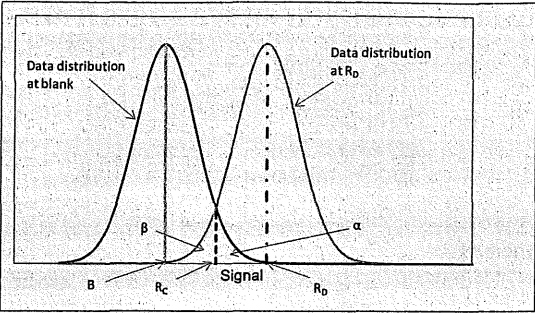 Data distribution
at blank
Data distribution
at RD
β
α
B
RC
Signal
RD